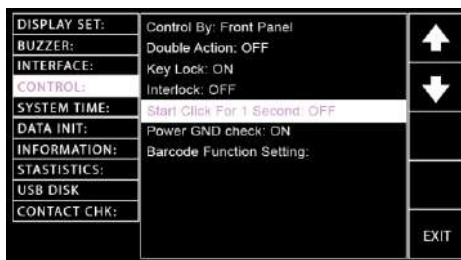 DISPLAY SET:
BUZZER:
INTERFACE:
CONTROL:
SYSTEM TIME:
DATA INIT:
INFORMATION:
STASTISTICS:
USB DISK
CONTACT CHK:
Control By: Front Panel
Double Action: OFF
Key Lock: ON
Interlock: OFF
Start Click For 1 Second: OFF
Power GND check: ON
Barcode Function Setting:
EXIT